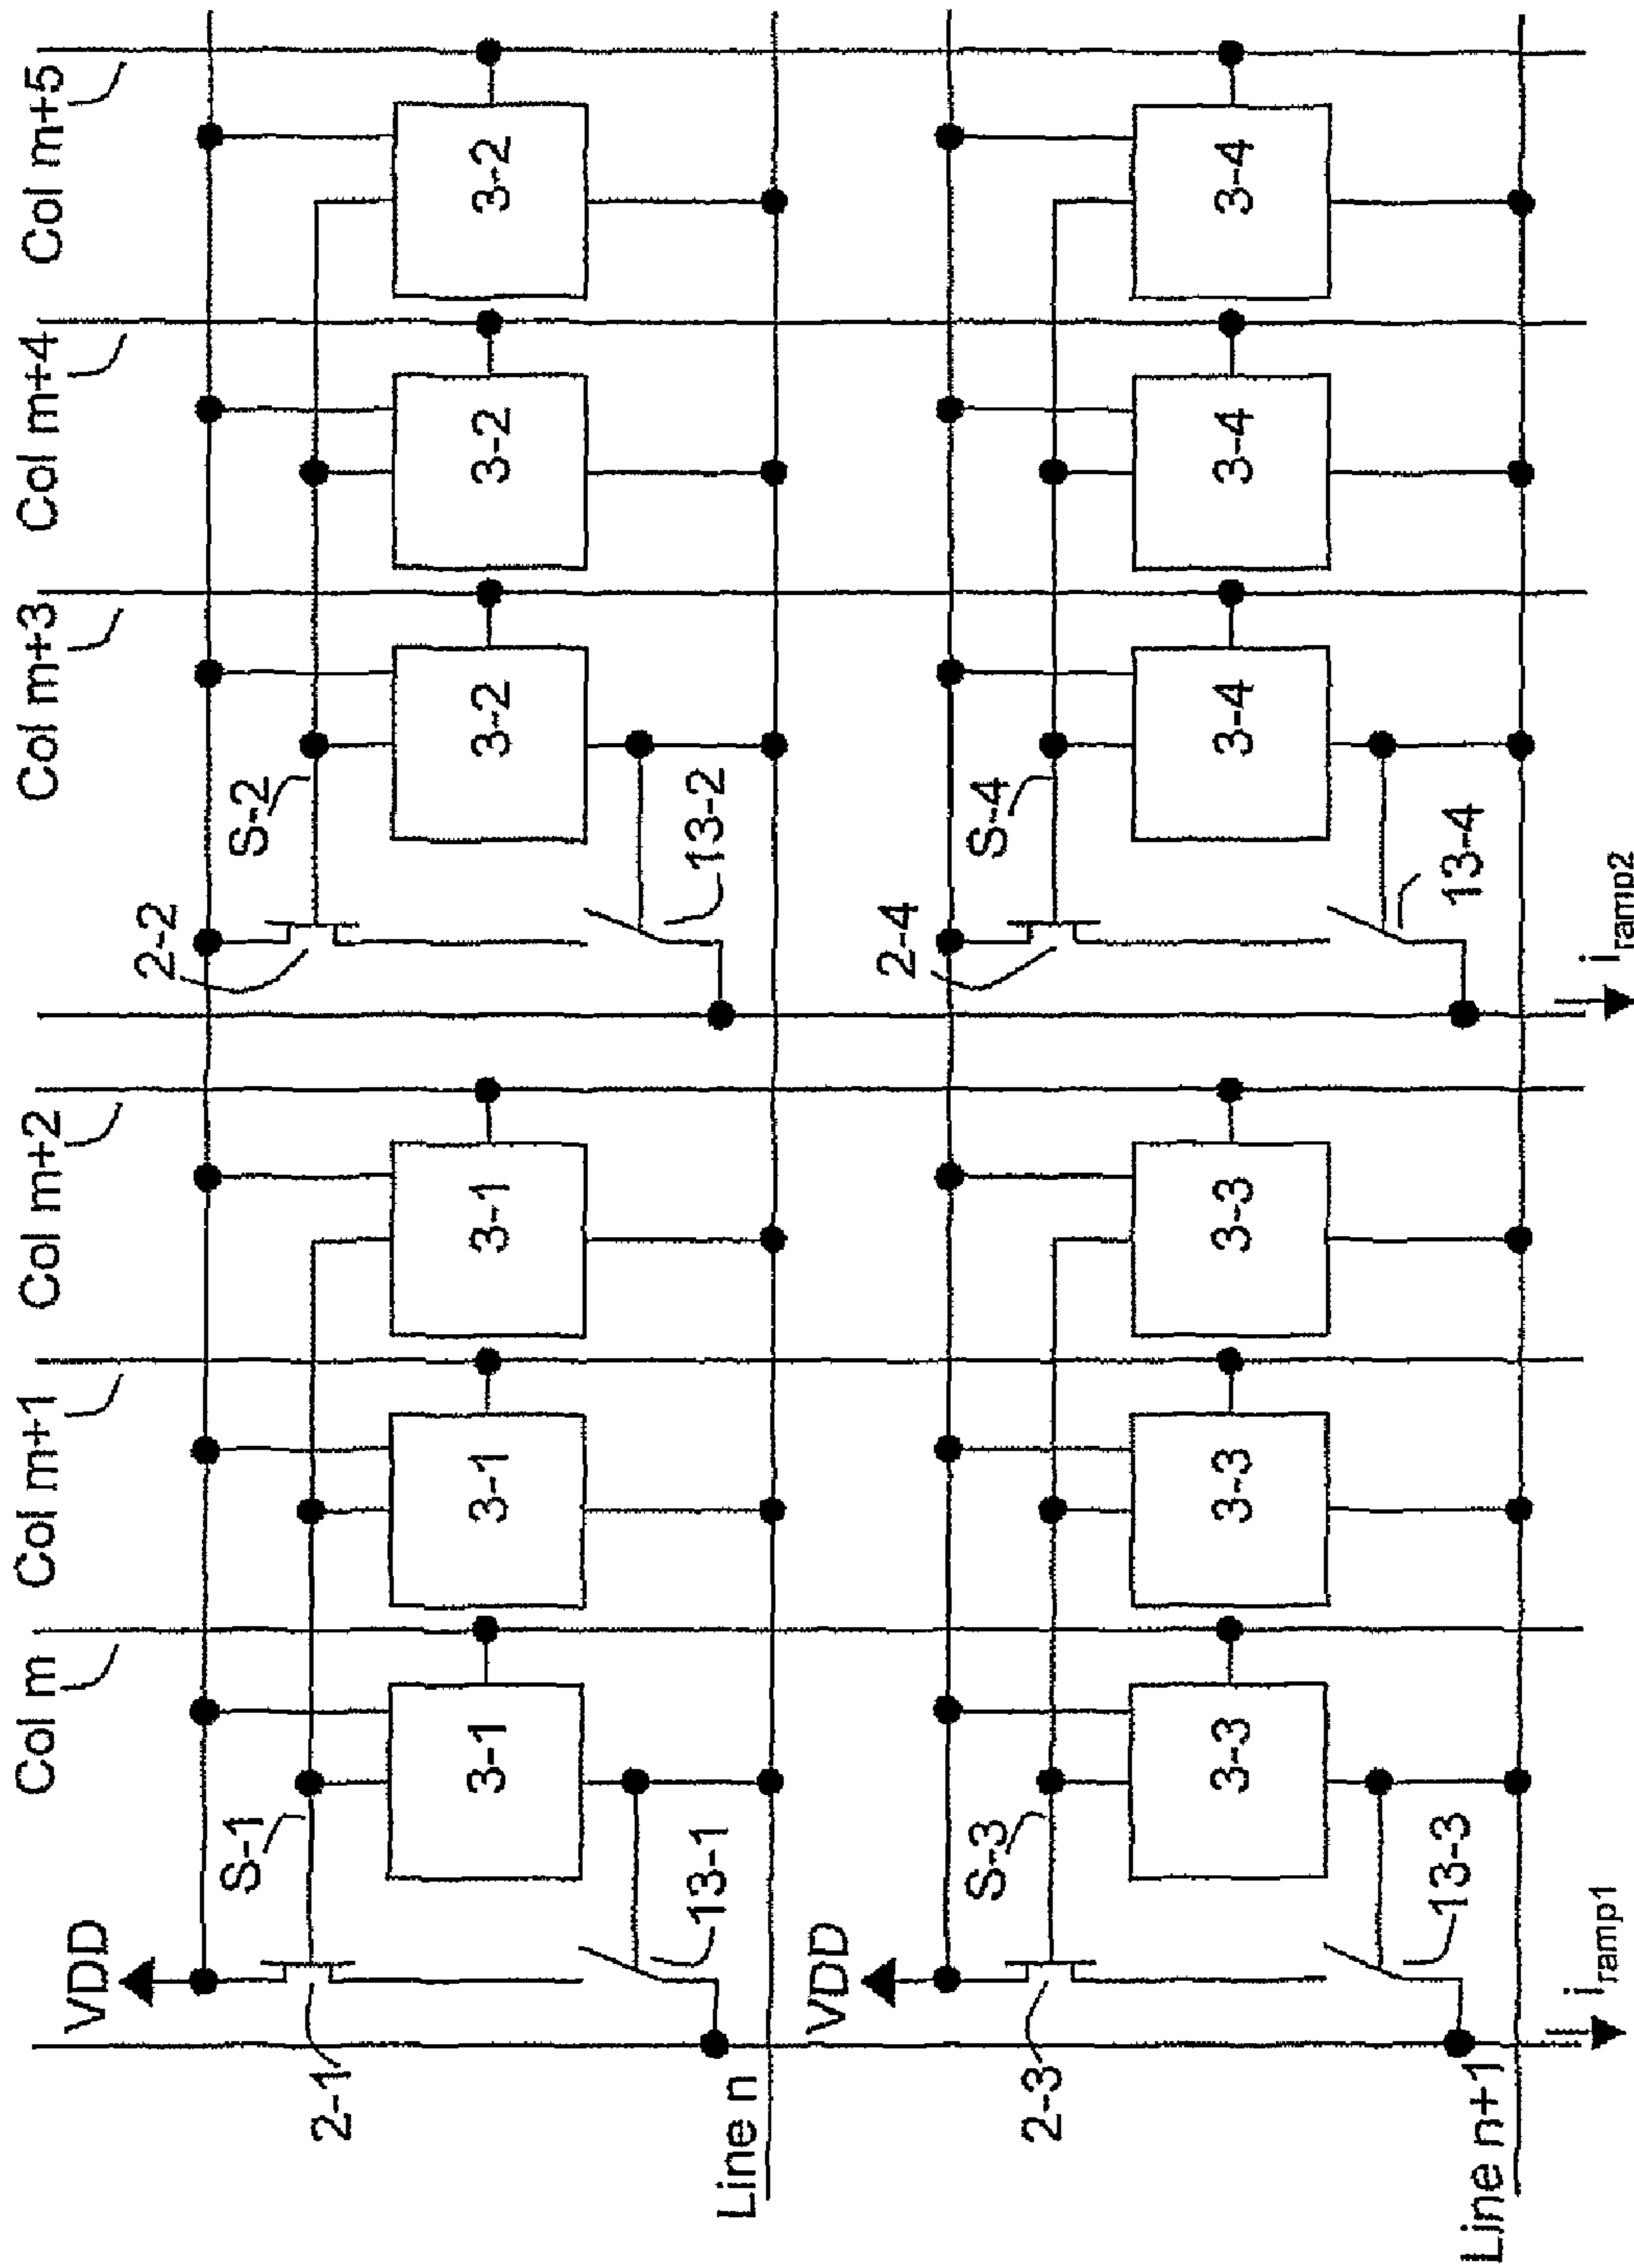 Col m
Col m+1
Col m+2
Col m+3
Col m+4
Col m+5
VDD
S-1
2-2
S-2
2-1
3-1
3-1
3-1
3-2
3-2
3-2
13-1
13-2
Line n
VDD
S-3
2-4
S-4
2-3
3-3
3-3
3-3
3-4
3-4
3-4
13-3
13-4
Line n+1
iramp1
iramp2